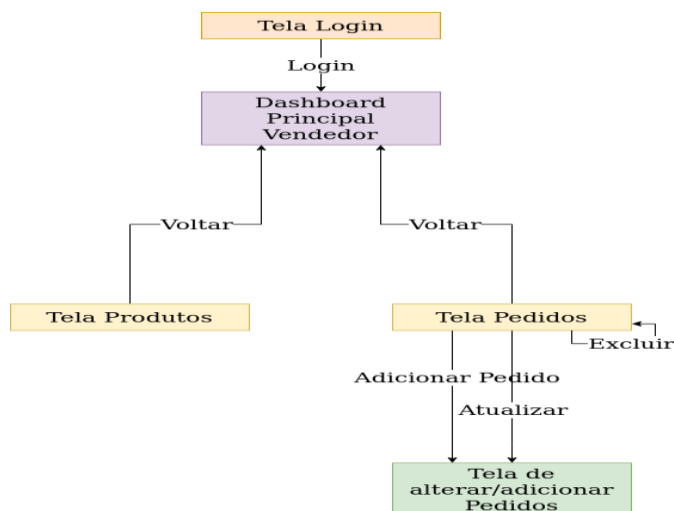 Tela Login
Login
Dashboard
Principal
Vendedor
Voltar
Voltar
Tela Produtos
Tela Pedidos
Excluir
Adicionar Pedido
Atualizar
Tela de
alterar/adicionar
Pedidos